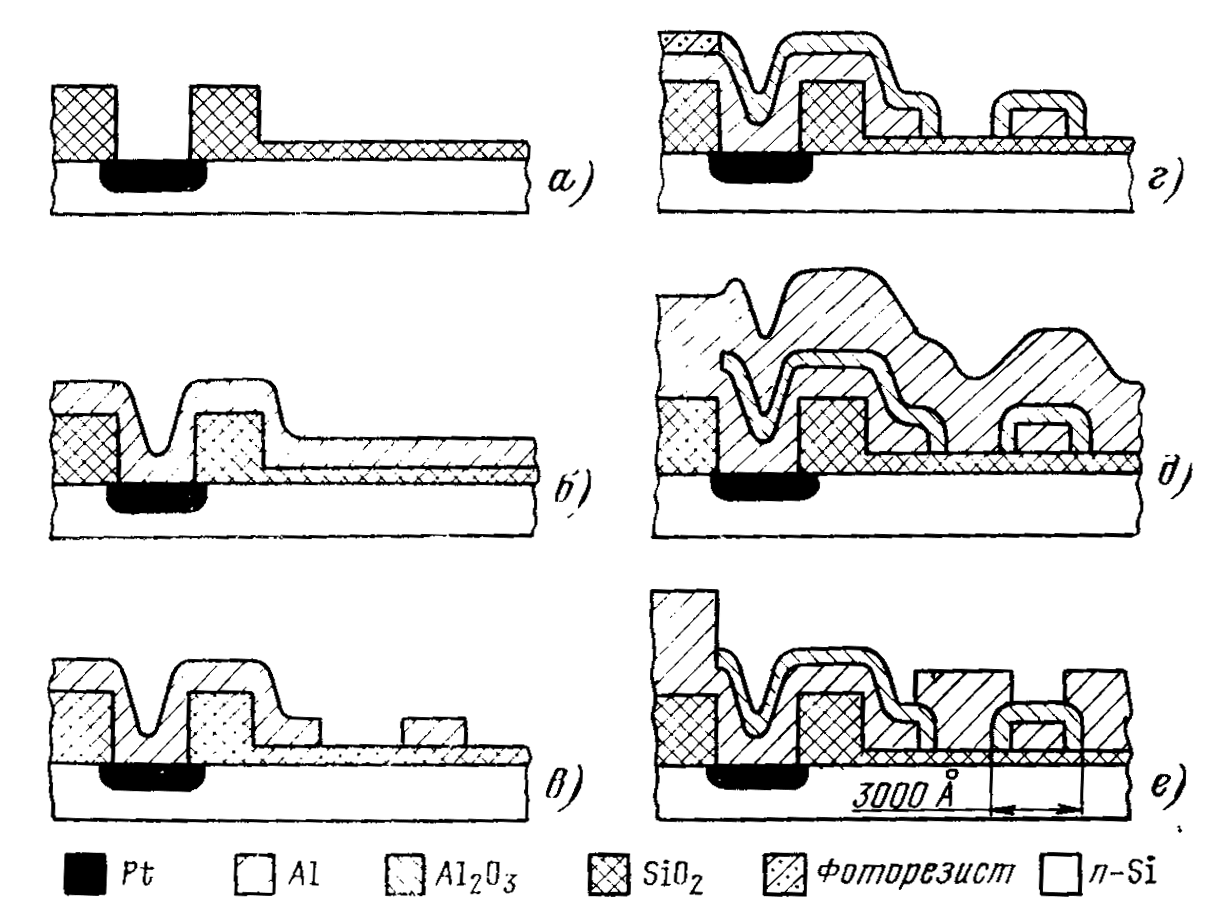 а)
г)
б)
д)
в)
е)
3000 Å
Pt
Al
Al₂O₃
SiO₂
Фоторезист
n-Si